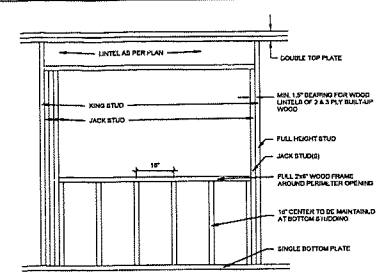 LINTEL AS PER PLAN
DOUBLE TOP PLATE
MIN. 1.5" BEARING FOR WOOD
LINTELS OF 2 & 3 PLY BUILT-UP
WOOD
KING STUD
JACK STUD
FULL HEIGHT STUD
JACK STUD(S)
16"
FULL 2"x6" WOOD FRAME
AROUND PERIMETER OPENING
16" CENTER TO BE MAINTAINED
AT BOTTOM STUDDING
SINGLE BOTTOM PLATE